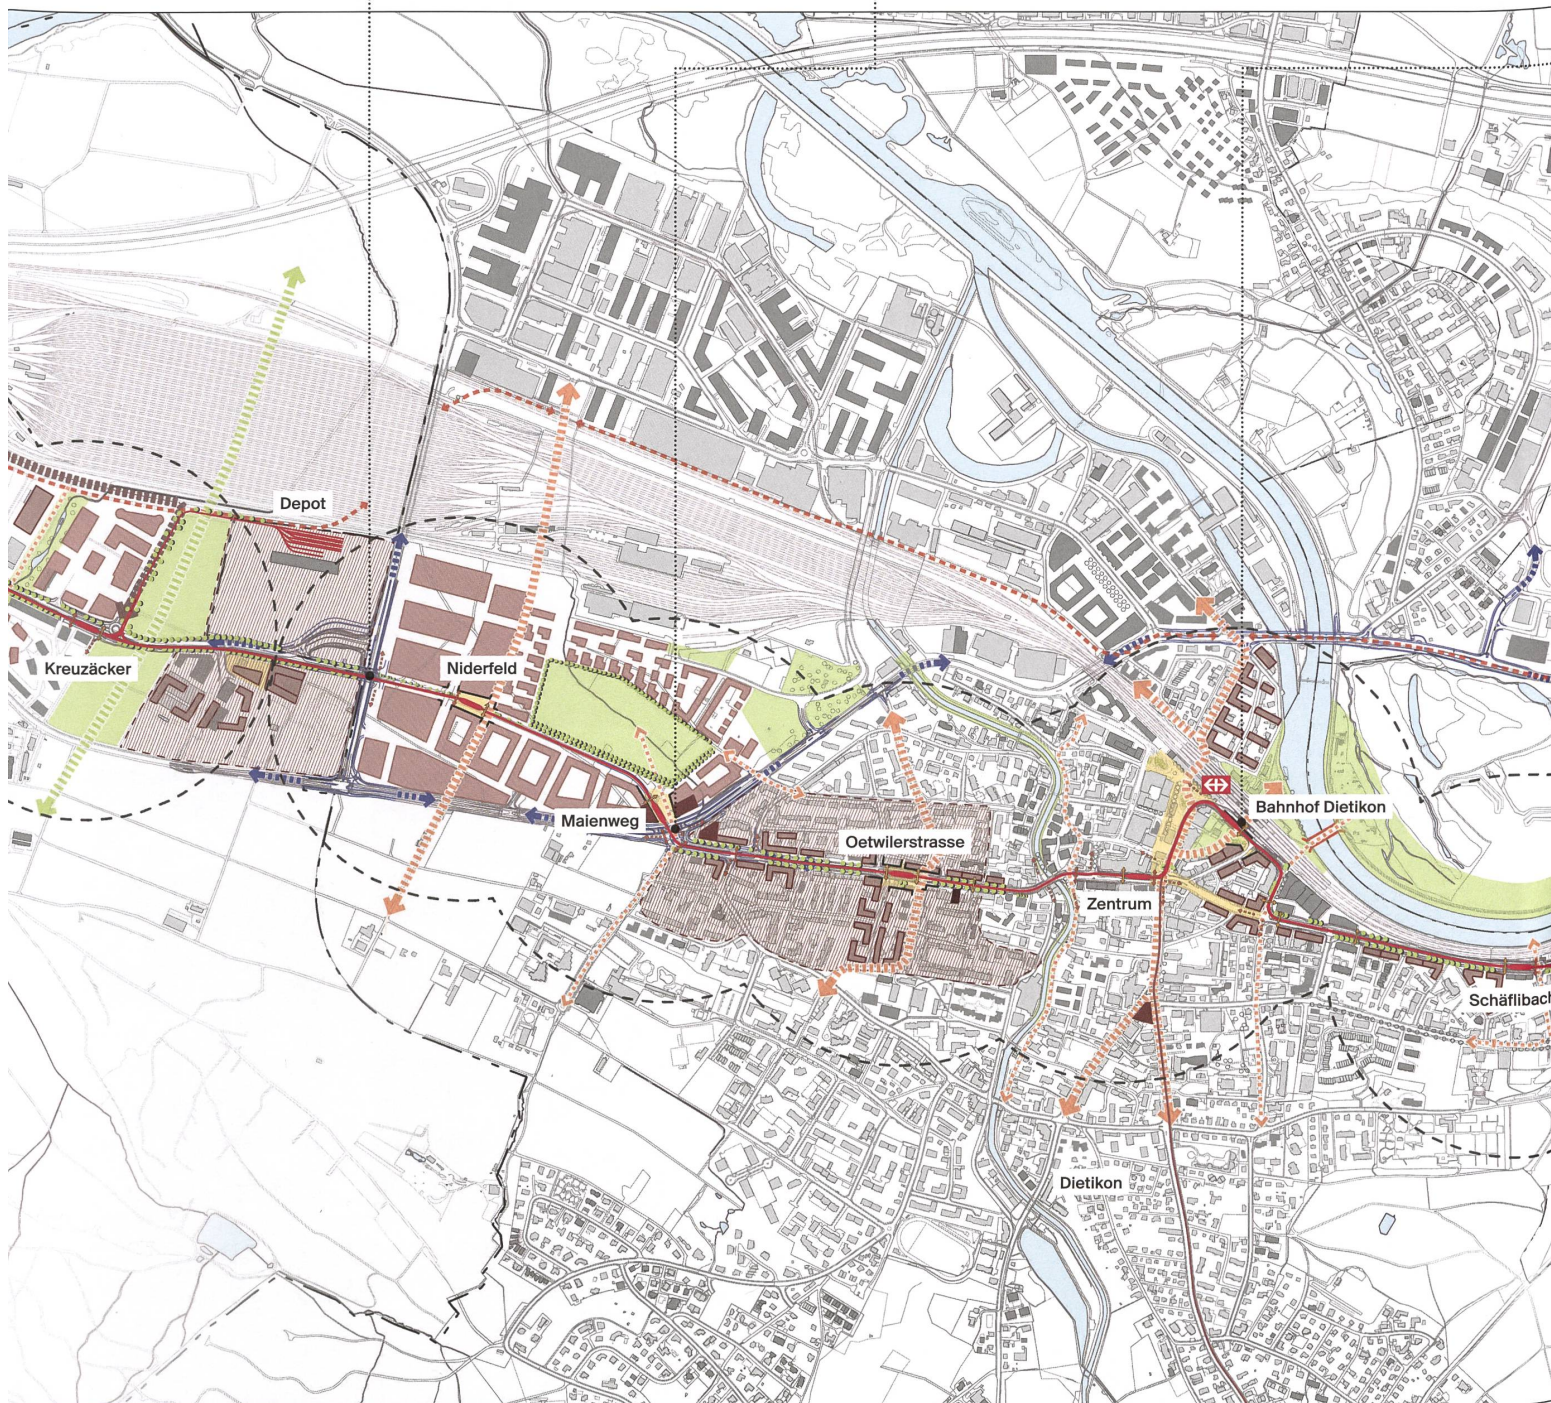 Depot
Kreuzäcker
Niderfeld
Maienweg
Oetwilerstrasse
Bahnhof Dietikon
Zentrum
Schäflibach
Dietikon